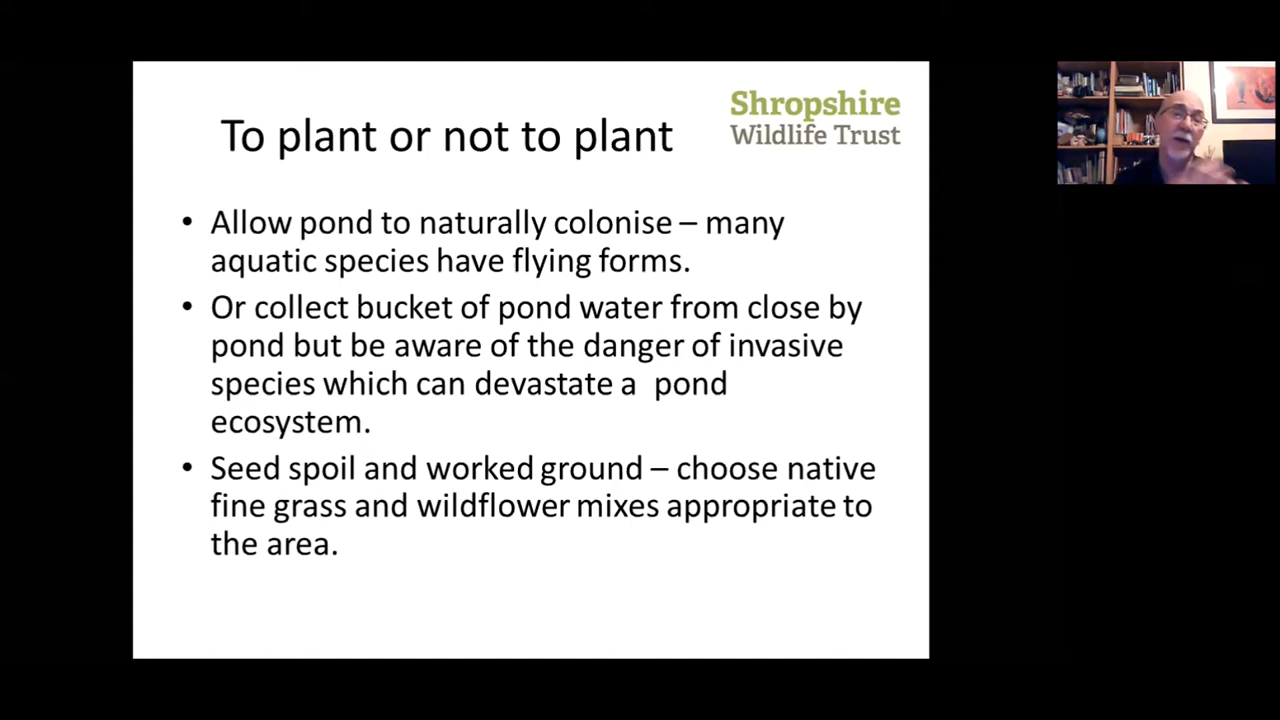 Shropshire
Wildlife Trust
To plant or not to plant
• Allow pond to naturally colonise – many
aquatic species have flying forms.
• Or collect bucket of pond water from close by
pond but be aware of the danger of invasive
species which can devastate a  pond
ecosystem.
• Seed spoil and worked ground – choose native
fine grass and wildflower mixes appropriate to
the area.